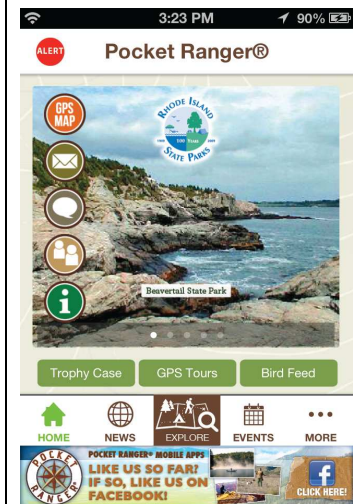 3:23 PM
90%
ALERT
Pocket Ranger®
GPS
MAP
RHODE ISLAND
100 YEARS
STATE PARKS
i
Beavertail State Park
Trophy Case
GPS Tours
Bird Feed
HOME
NEWS
EXPLORE
EVENTS
MORE
POCKET RANGER
POCKET RANGER® MOBILE APPS
LIKE US SO FAR?
IF SO, LIKE US ON
FACEBOOK!
f
CLICK HERE!